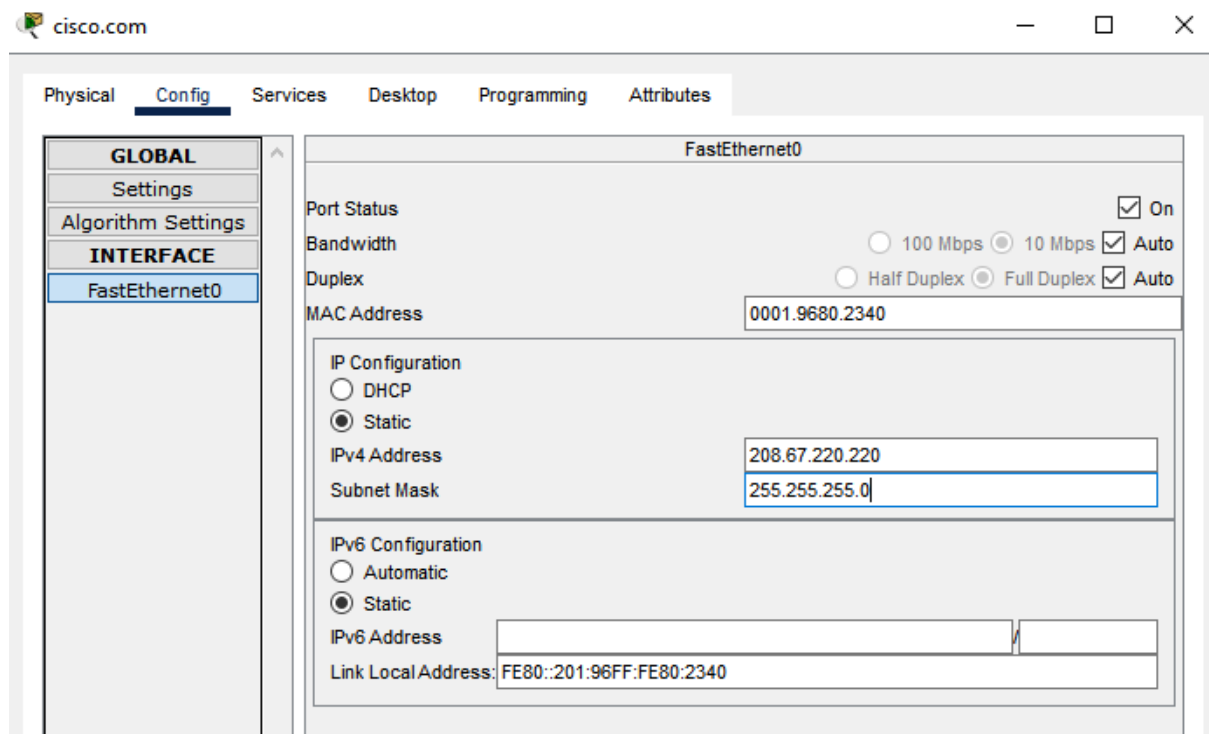 cisco.com
Physical Config Services Desktop Programming Attributes
GLOBAL
Settings
Algorithm Settings
INTERFACE
FastEthernet0
FastEthernet0
Port Status On
Bandwidth 100 Mbps 10 Mbps Auto
Duplex Half Duplex Full Duplex Auto
MAC Address 0001.9680.2340
IP Configuration
DHCP
Static
IPv4 Address 208.67.220.220
Subnet Mask 255.255.255.0
IPv6 Configuration
Automatic
Static
IPv6 Address /
Link Local Address: FE80::201:96FF:FE80:2340